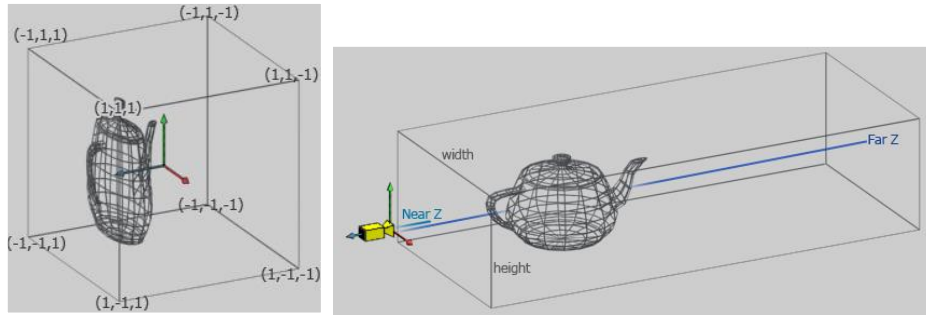 (-1,1,-1)
(-1,1,1)
(1,1,-1)
(1,1,1)
(-1,-1,-1)
(-1,-1,1)
(1,-1,-1)
(1,-1,1)
width
Far Z
Near Z
height